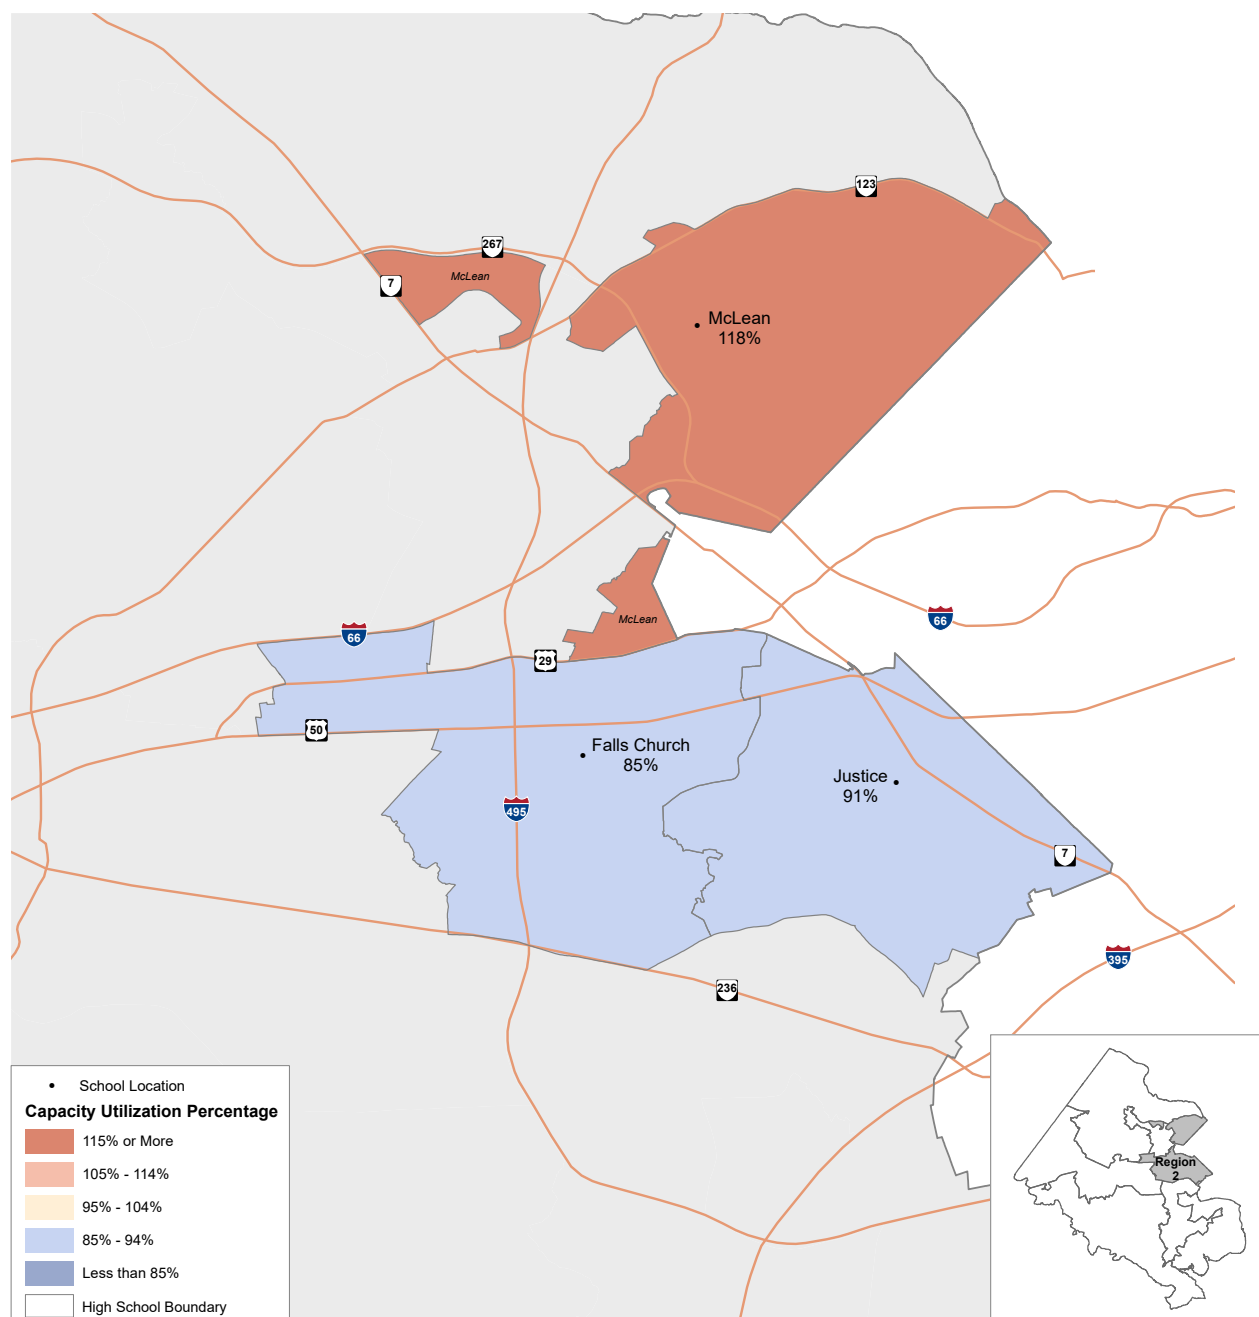 123
267
McLean
7
McLean
118%
66
McLean
66
29
50
Falls Church
85%
Justice
91%
495
7
395
236
School Location
Capacity Utilization Percentage
115% or More
105% - 114%
95% - 104%
85% - 94%
Less than 85%
High School Boundary
Region
2